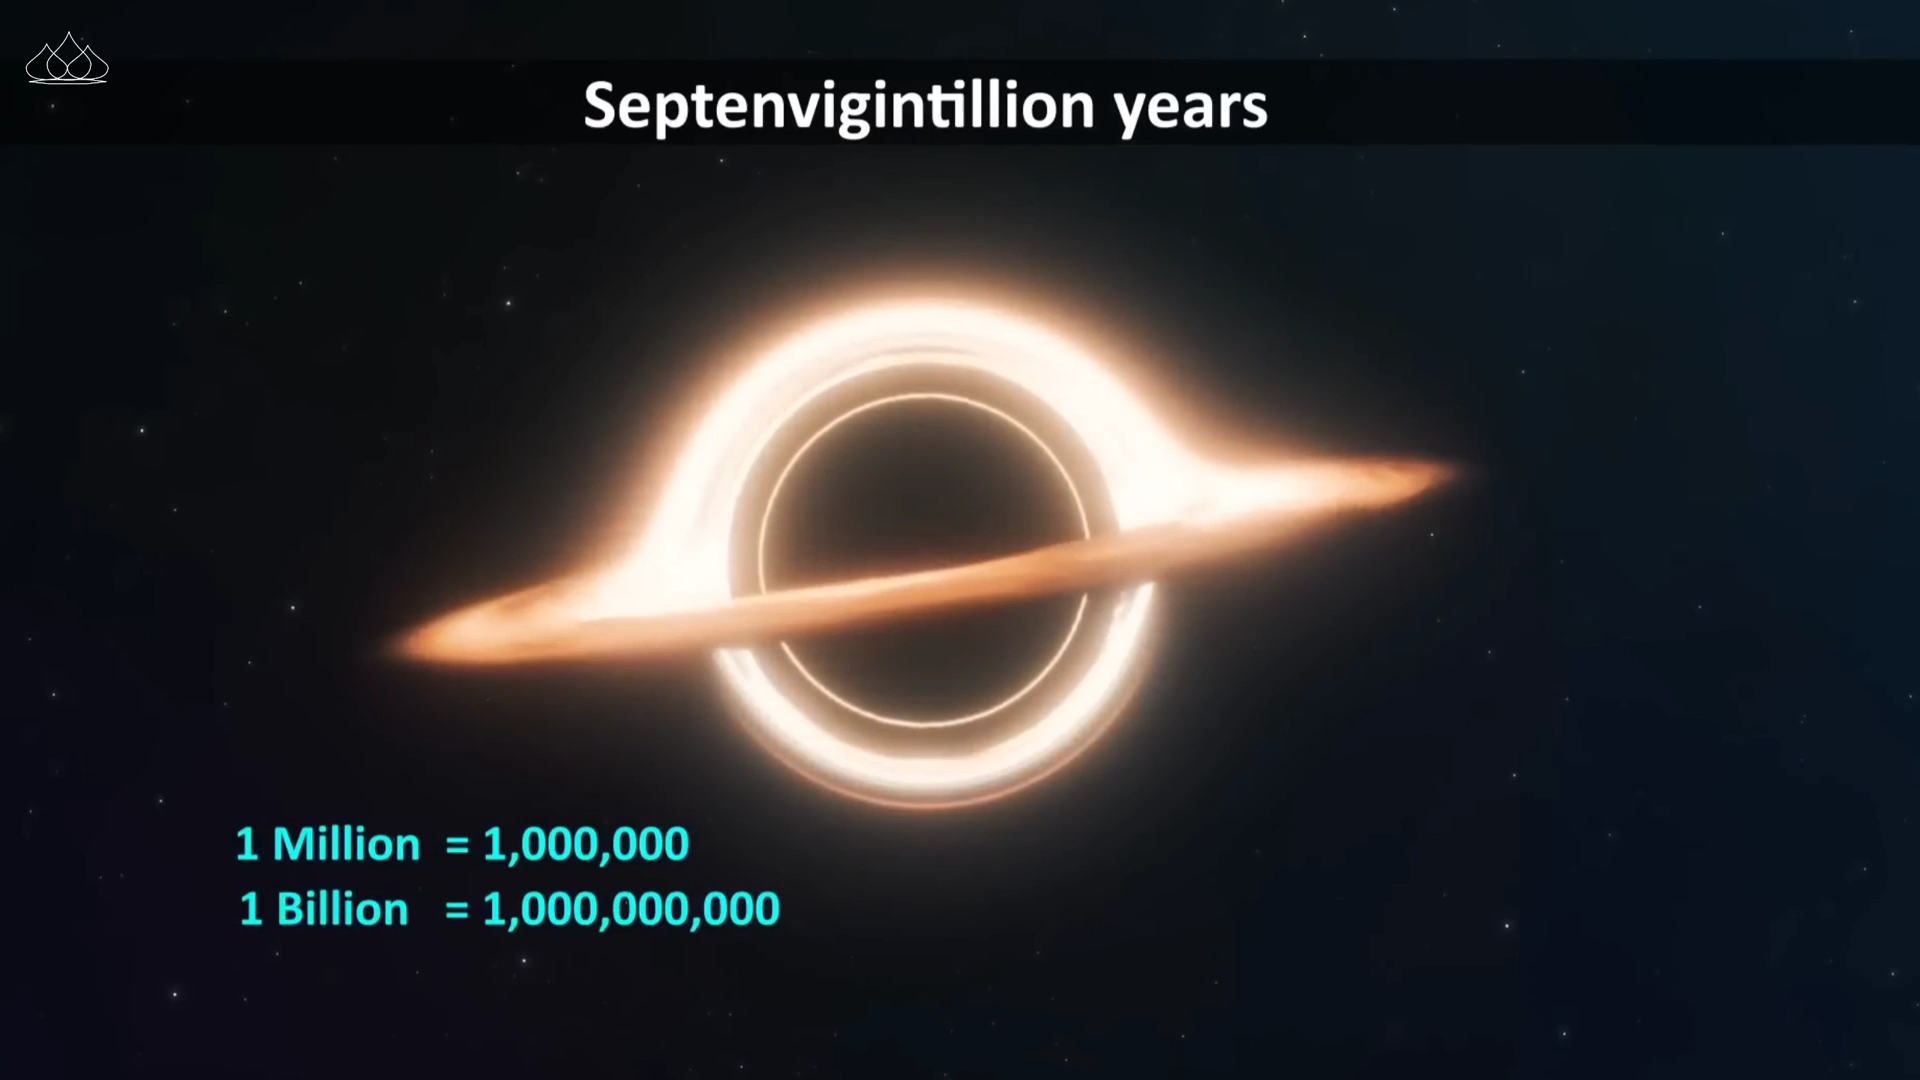 Septenvigintillion years
1 Million = 1,000,000
1 Billion = 1,000,000,000